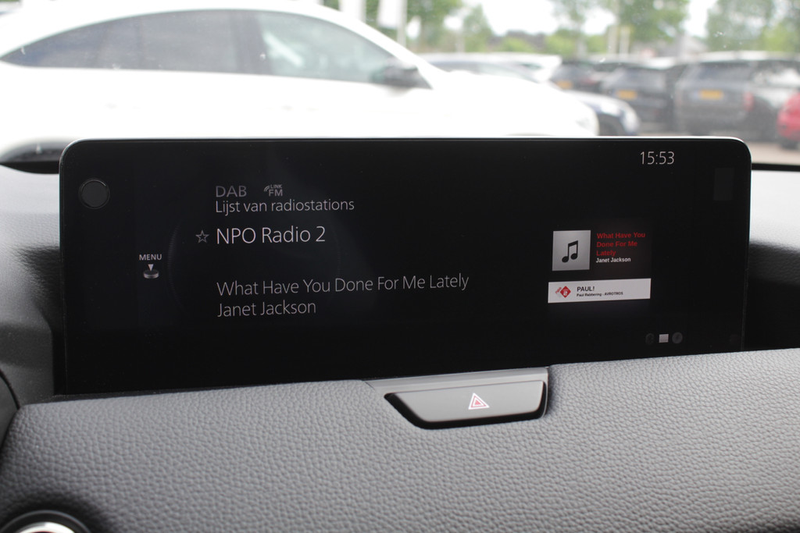 15:53
DAB LINK FM
Lijst van radiostations
☆ NPO Radio 2
MENU
What Have You Done For Me Lately
Janet Jackson
What Have You
Done For Me
Lately
Janet Jackson
PAUL!